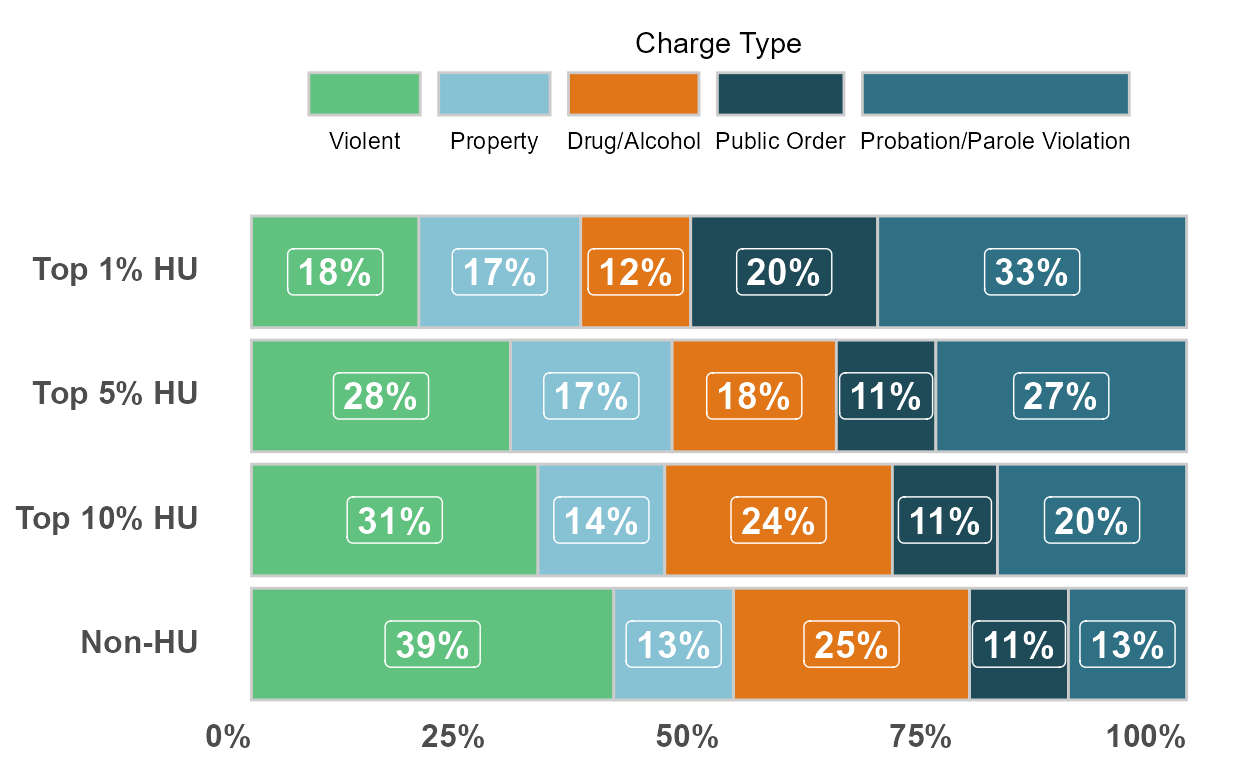 Charge Type
Violent Property Drug/Alcohol Public Order Probation/Parole Violation
Top 1% HU 18% 17% 12% 20% 33%
Top 5% HU 28% 17% 18% 11% 27%
Top 10% HU 31% 14% 24% 11% 20%
Non-HU 39% 13% 25% 11% 13%
0% 25% 50% 75% 100%